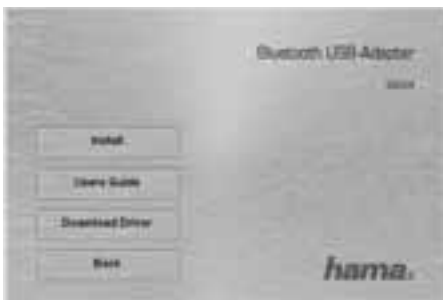 Bluetooth USB-Adapter
Install
Users Guide
Download Driver
Back
hama.